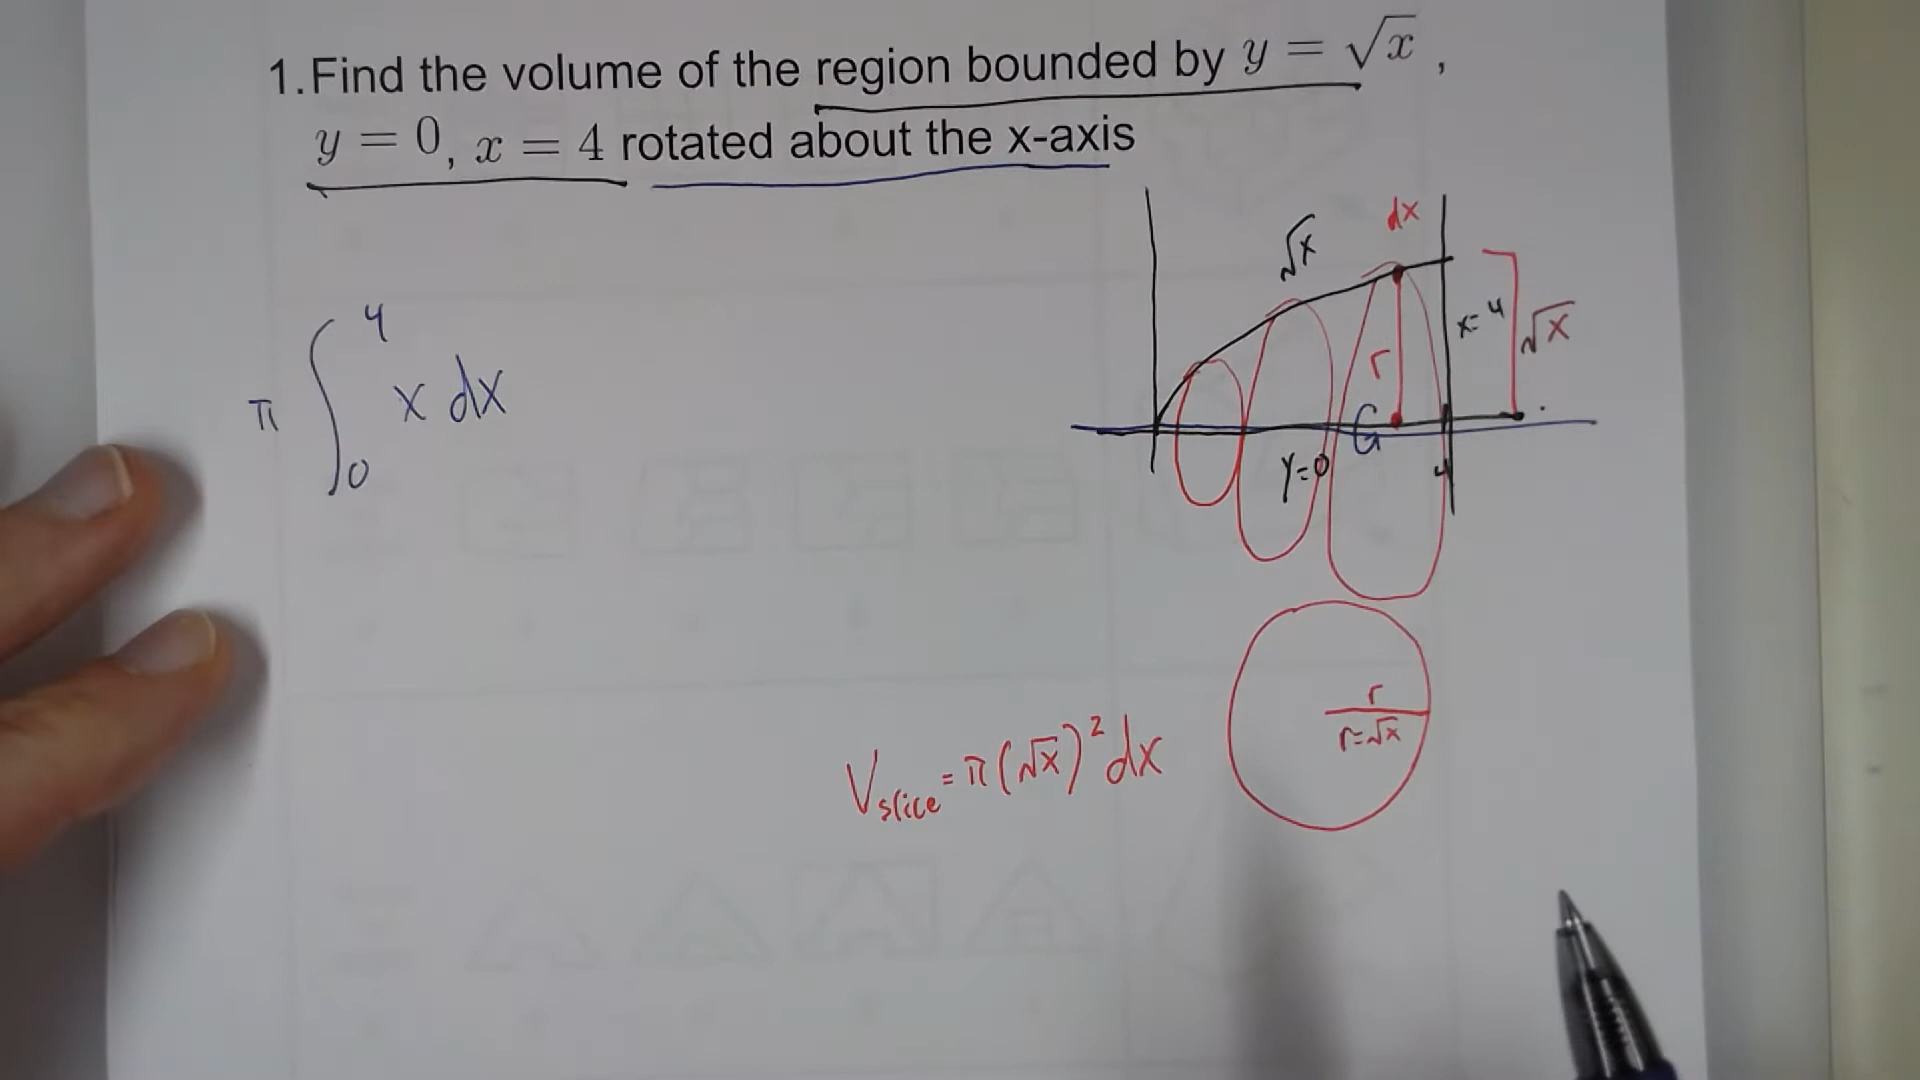 1. Find the volume of the region bounded by y = √x ,
y = 0, x = 4 rotated about the x-axis
dx
√x
x=4
√x
r
y=0
4
π ∫₀⁴ x dx
r
r=√x
V_slice = π(√x)² dx